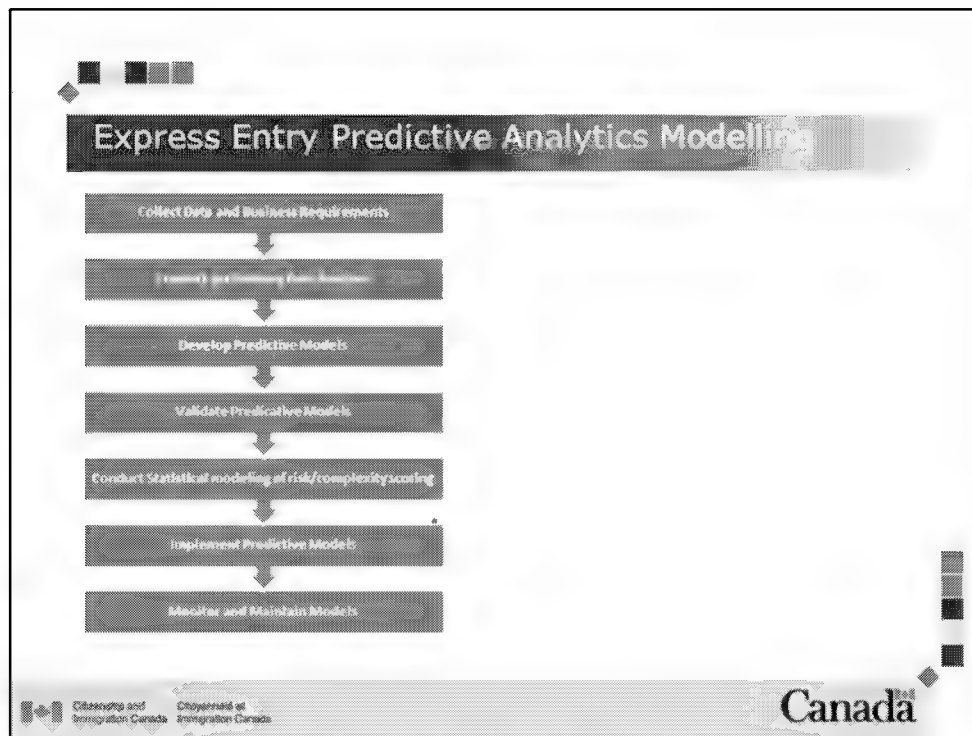 Express Entry Predictive Analytics Modelling
Collect Data and Business Requirements
Develop Predictive Models
Validate Predicative Models
Conduct Statistical modeling of risk/complexity scoring
Implement Predictive Models
Monitor and Maintain Models
Citizenship and
Immigration Canada
Citoyenneté et
Immigration Canada
Canada